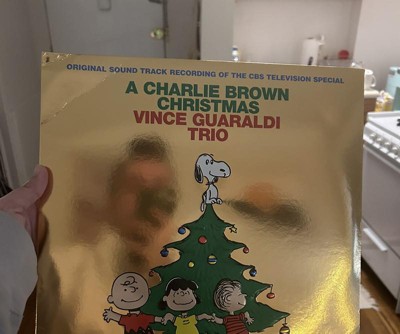 ORIGINAL SOUND TRACK RECORDING OF THE CBS TELEVISION SPECIAL
A CHARLIE BROWN
CHRISTMAS
VINCE GUARALDI
TRIO